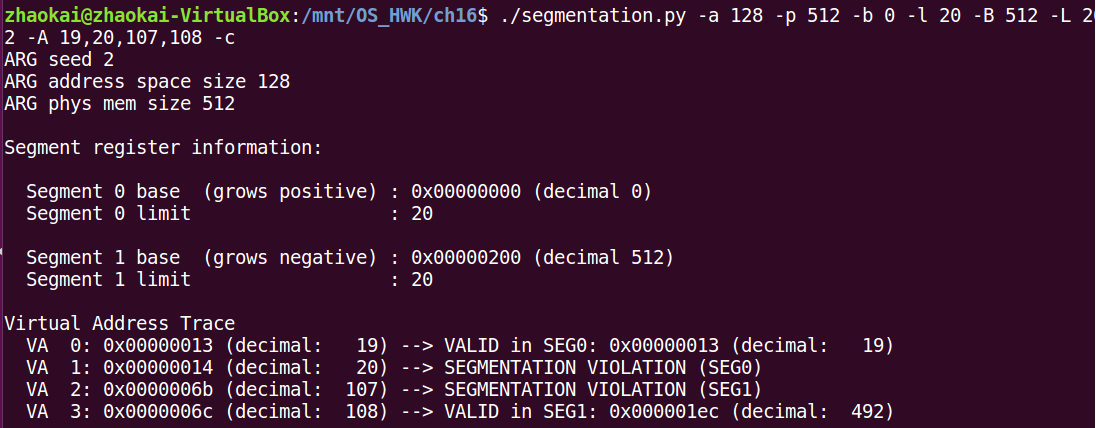 zhaokai@zhaokai-VirtualBox:/mnt/OS_HWK/ch16$ ./segmentation.py -a 128 -p 512 -b 0 -l 20 -B 512 -L 20
2 -A 19,20,107,108 -c
ARG seed 2
ARG address space size 128
ARG phys mem size 512
Segment register information:
  Segment 0 base  (grows positive) : 0x00000000 (decimal 0)
  Segment 0 limit                  : 20
  Segment 1 base  (grows negative) : 0x00000200 (decimal 512)
  Segment 1 limit                  : 20
Virtual Address Trace
  VA  0: 0x00000013 (decimal:   19) --> VALID in SEG0: 0x00000013 (decimal:   19)
  VA  1: 0x00000014 (decimal:   20) --> SEGMENTATION VIOLATION (SEG0)
  VA  2: 0x0000006b (decimal:  107) --> SEGMENTATION VIOLATION (SEG1)
  VA  3: 0x0000006c (decimal:  108) --> VALID in SEG1: 0x000001ec (decimal:  492)